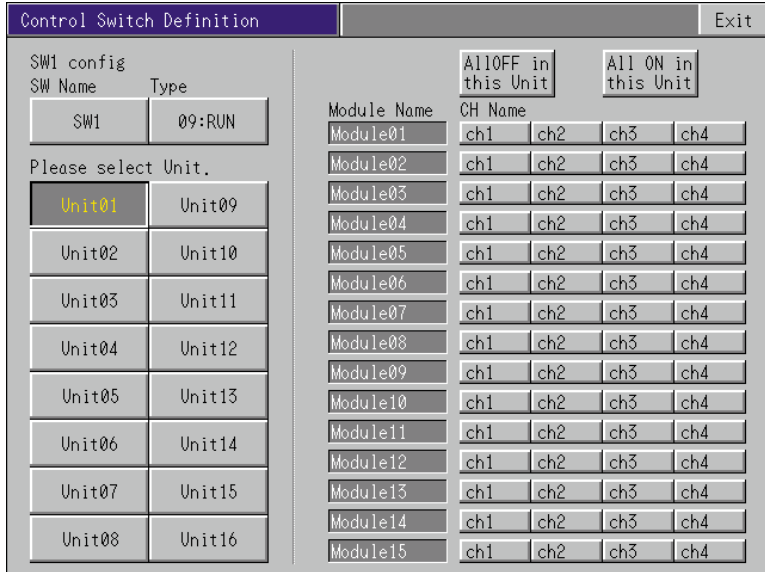 Control Switch Definition
Exit
SW1 config
SW Name Type
SW1 09:RUN
Please select Unit.
Unit01 Unit09
Unit02 Unit10
Unit03 Unit11
Unit04 Unit12
Unit05 Unit13
Unit06 Unit14
Unit07 Unit15
Unit08 Unit16
AllOFF in
this Unit
All ON in
this Unit
Module Name CH Name
Module01 ch1 ch2 ch3 ch4
Module02 ch1 ch2 ch3 ch4
Module03 ch1 ch2 ch3 ch4
Module04 ch1 ch2 ch3 ch4
Module05 ch1 ch2 ch3 ch4
Module06 ch1 ch2 ch3 ch4
Module07 ch1 ch2 ch3 ch4
Module08 ch1 ch2 ch3 ch4
Module09 ch1 ch2 ch3 ch4
Module10 ch1 ch2 ch3 ch4
Module11 ch1 ch2 ch3 ch4
Module12 ch1 ch2 ch3 ch4
Module13 ch1 ch2 ch3 ch4
Module14 ch1 ch2 ch3 ch4
Module15 ch1 ch2 ch3 ch4